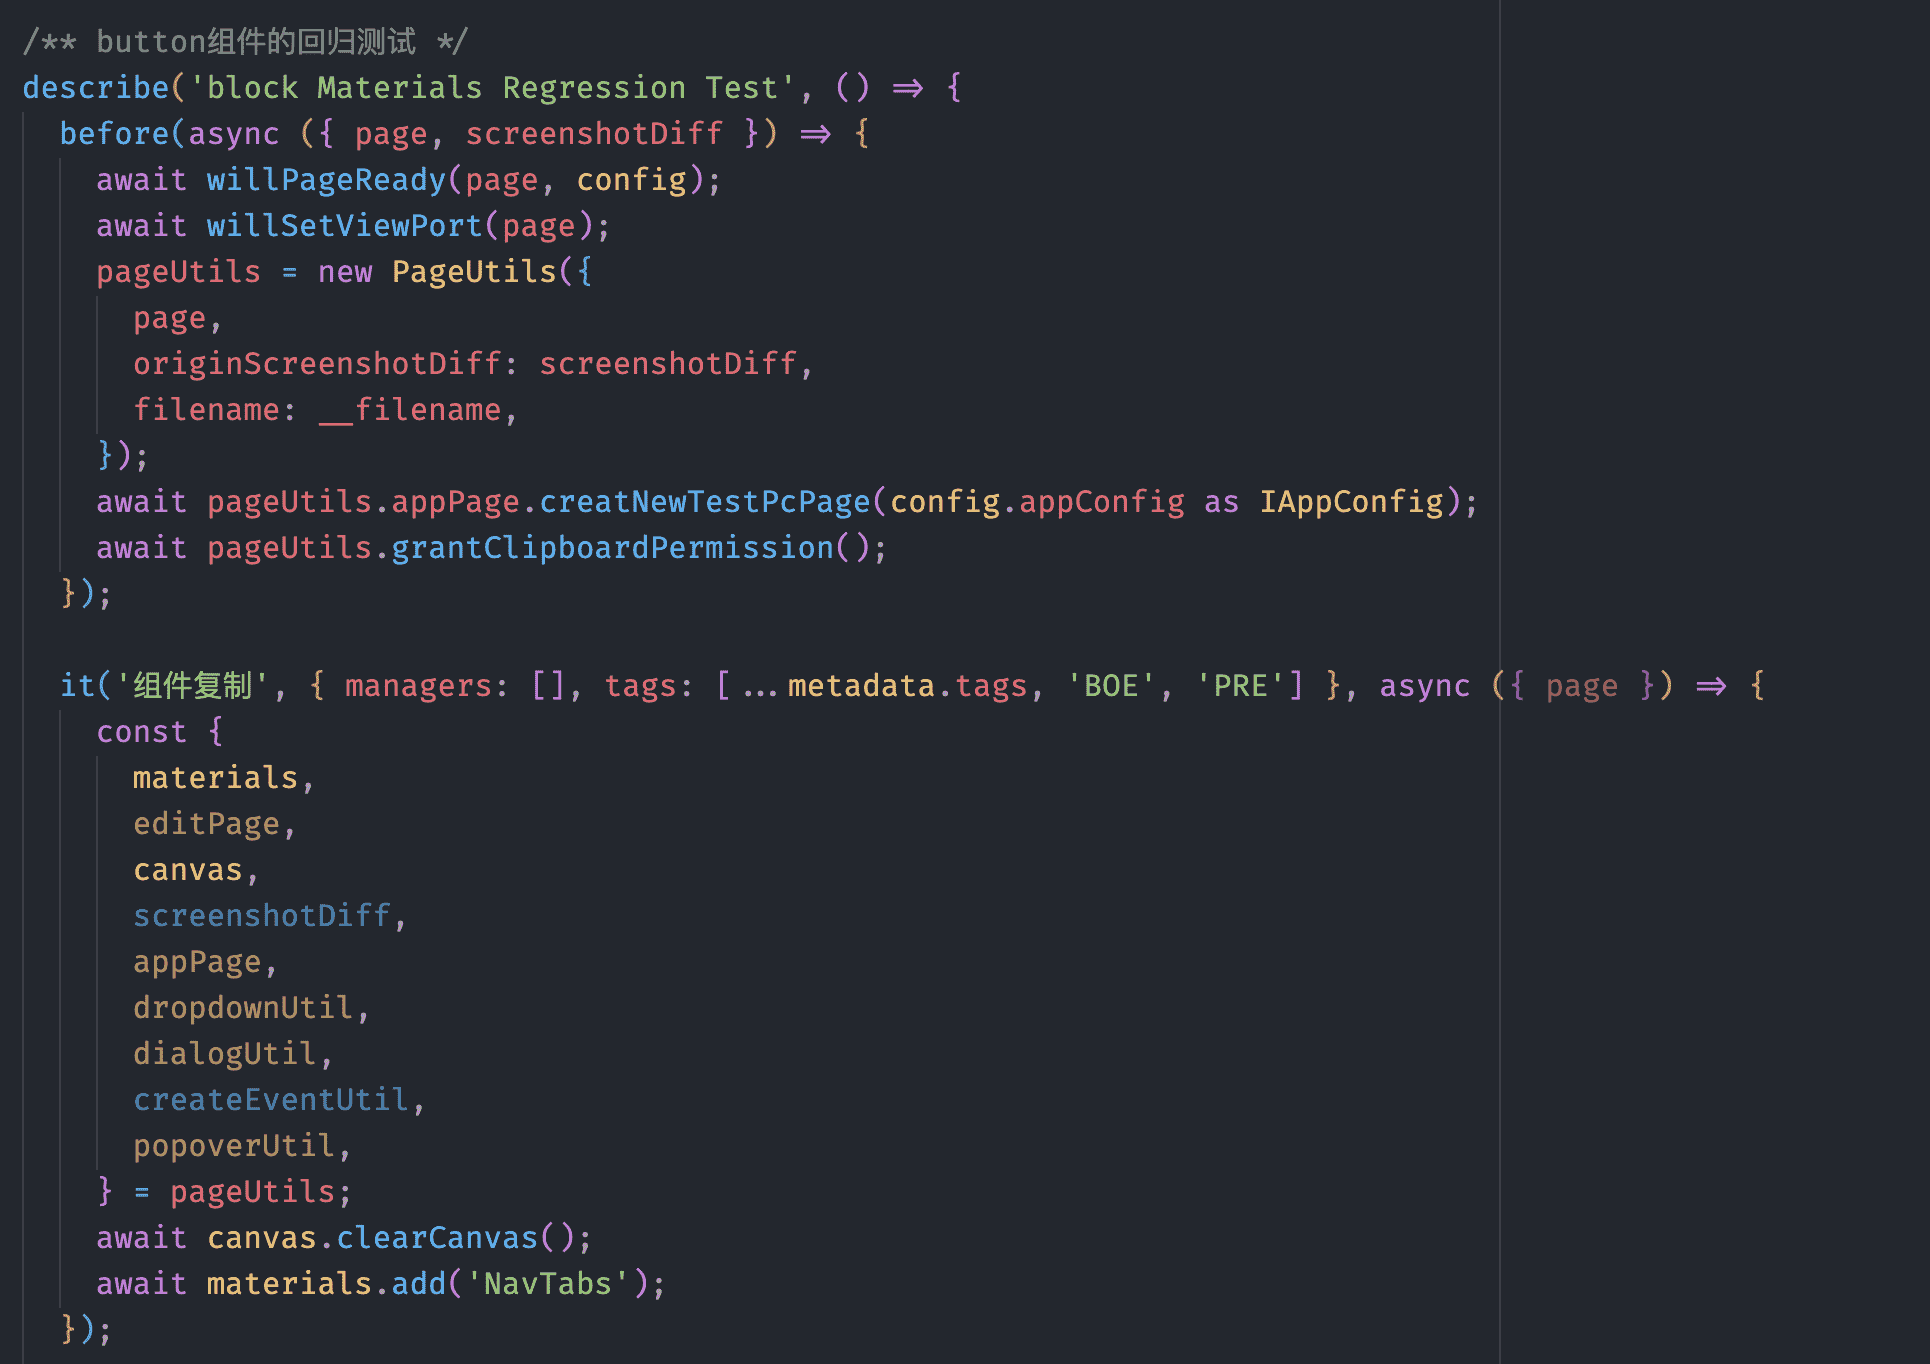 /** button组件的回归测试 */
describe('block Materials Regression Test', () => {
before(async ({ page, screenshotDiff }) => {
await willPageReady(page, config);
await willSetViewPort(page);
pageUtils = new PageUtils({
page,
originScreenshotDiff: screenshotDiff,
filename: __filename,
});
await pageUtils.appPage.creatNewTestPcPage(config.appConfig as IAppConfig);
await pageUtils.grantClipboardPermission();
});
it('组件复制', { managers: [], tags: [...metadata.tags, 'BOE', 'PRE'] }, async ({ page }) => {
const {
materials,
editPage,
canvas,
screenshotDiff,
appPage,
dropdownUtil,
dialogUtil,
createEventUtil,
popoverUtil,
} = pageUtils;
await canvas.clearCanvas();
await materials.add('NavTabs');
});